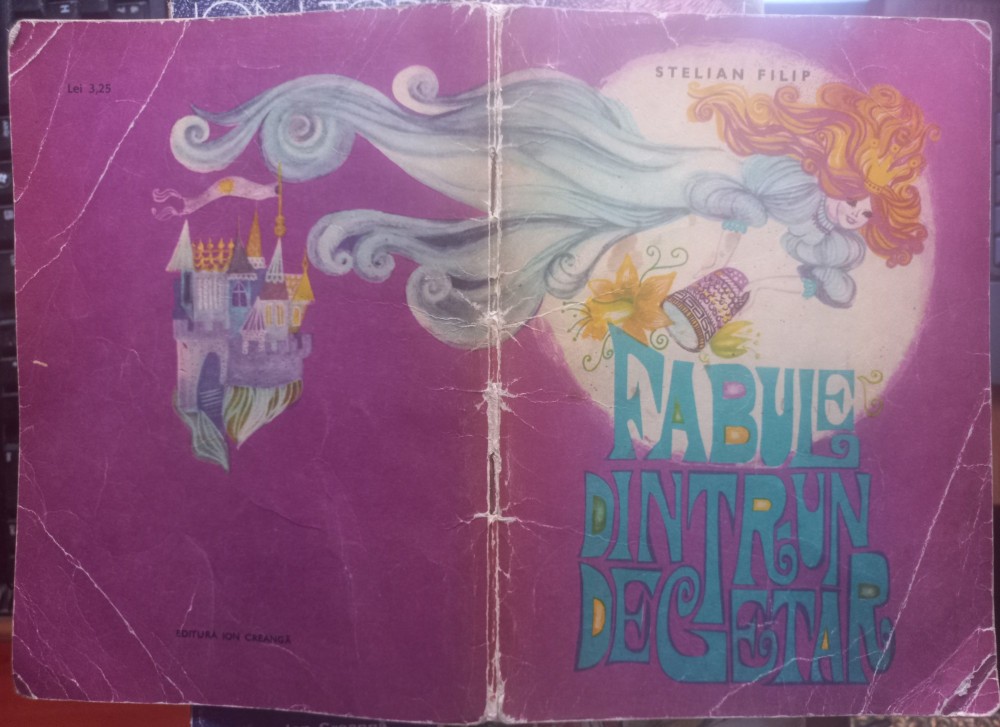 Lei 3,25
EDITURA ION CREANGĂ
STELIAN FILIP
FABULE
DINTR-UN
DEGETAR